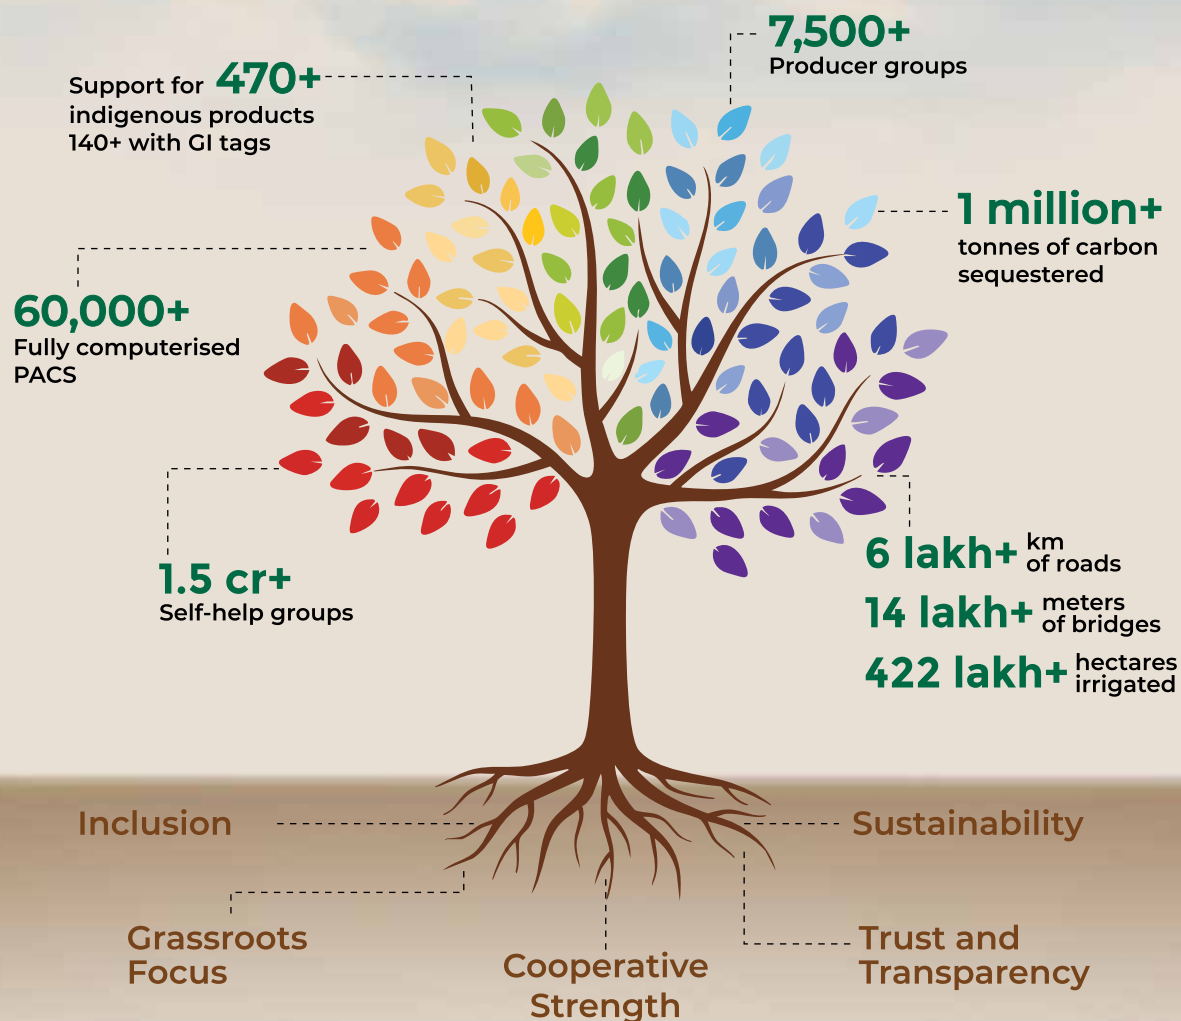 7,500+
Producer groups
Support for 470+
indigenous products
140+ with GI tags
1 million+
tonnes of carbon
sequestered
60,000+
Fully computerised
PACS
1.5 cr+
Self-help groups
6 lakh+ km
of roads
14 lakh+ meters
of bridges
422 lakh+ hectares
irrigated
Inclusion
Sustainability
Grassroots
Focus
Cooperative
Strength
Trust and
Transparency